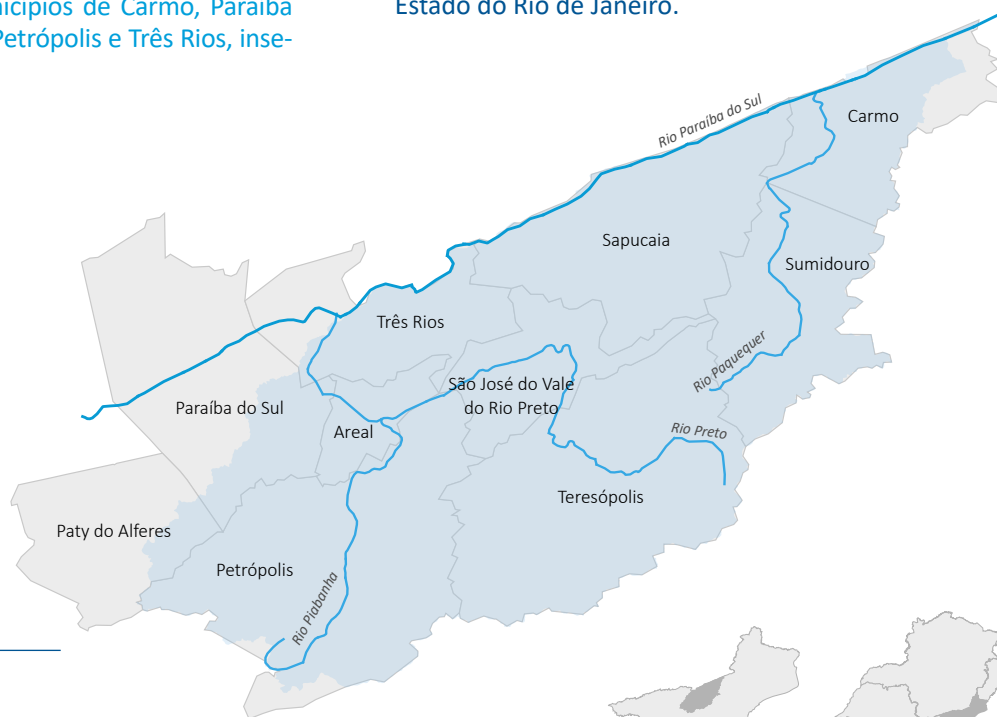 nicípios de Carmo, Paraíba
Petrópolis e Três Rios, inse-
Estado do Rio de Janeiro.
Rio Paraíba do Sul
Carmo
Sapucaia
Sumidouro
Três Rios
Rio Paquequer
São José do Vale
do Rio Preto
Paraíba do Sul
Areal
Rio Preto
Teresópolis
Paty do Alferes
Petrópolis
Rio Piabanha